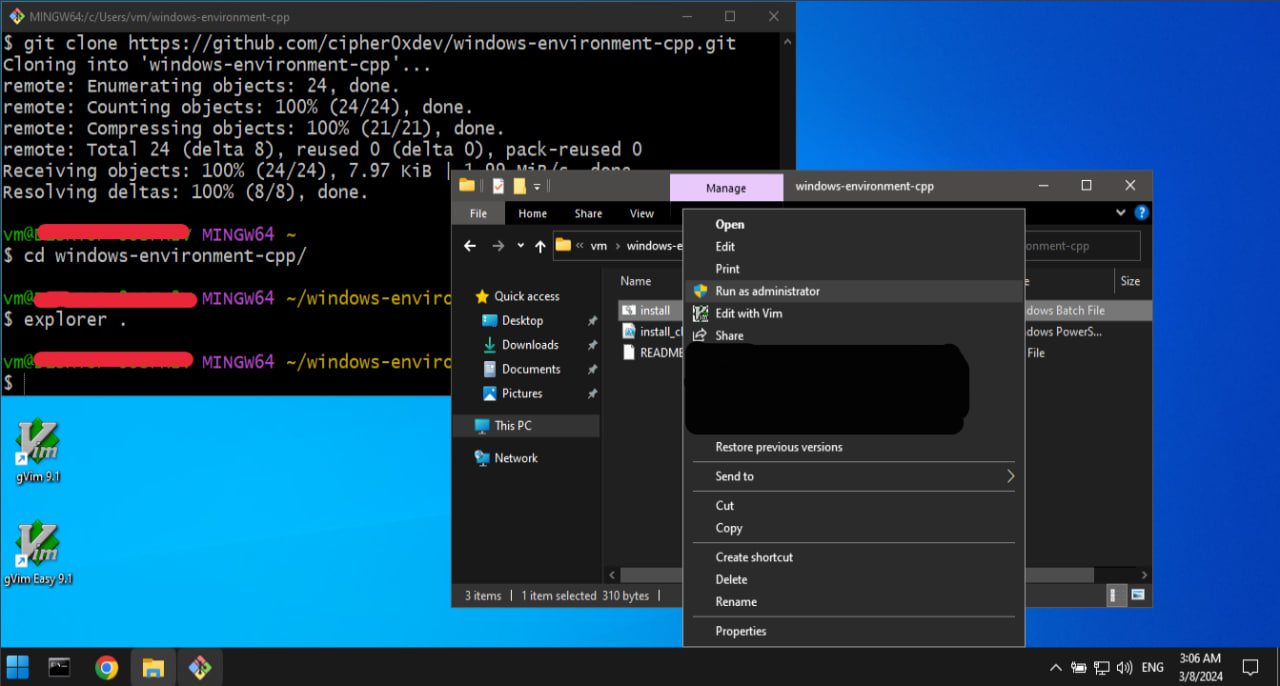 MINGW64:/c/Users/vm/windows-environment-cpp
$ git clone https://github.com/cipher0xdev/windows-environment-cpp.git
Cloning into 'windows-environment-cpp'...
remote: Enumerating objects: 24, done.
remote: Counting objects: 100% (24/24), done.
remote: Compressing objects: 100% (21/21), done.
remote: Total 24 (delta 8), reused 0 (delta 0), pack-reused 0
Receiving objects: 100% (24/24), 7.97 KiB | 1.99 MiB/s, done.
Resolving deltas: 100% (8/8), done.
vm@ MINGW64 ~
$ cd windows-environment-cpp/
vm@ MINGW64 ~/windows-enviro
$ explorer .
vm@ MINGW64 ~/windows-enviro
$
gVim 9.1
gVim Easy 9.1
Manage windows-environment-cpp
File Home Share View
« vm › windows-e
onment-cpp
Quick access
Desktop
Downloads
Documents
Pictures
This PC
Network
Name
Size
install
dows Batch File
install_cl
dows PowerS...
README
File
Open
Edit
Print
Run as administrator
Edit with Vim
Share
Restore previous versions
Send to
Cut
Copy
Create shortcut
Delete
Rename
Properties
3 items | 1 item selected 310 bytes |
ENG
3:06 AM
3/8/2024